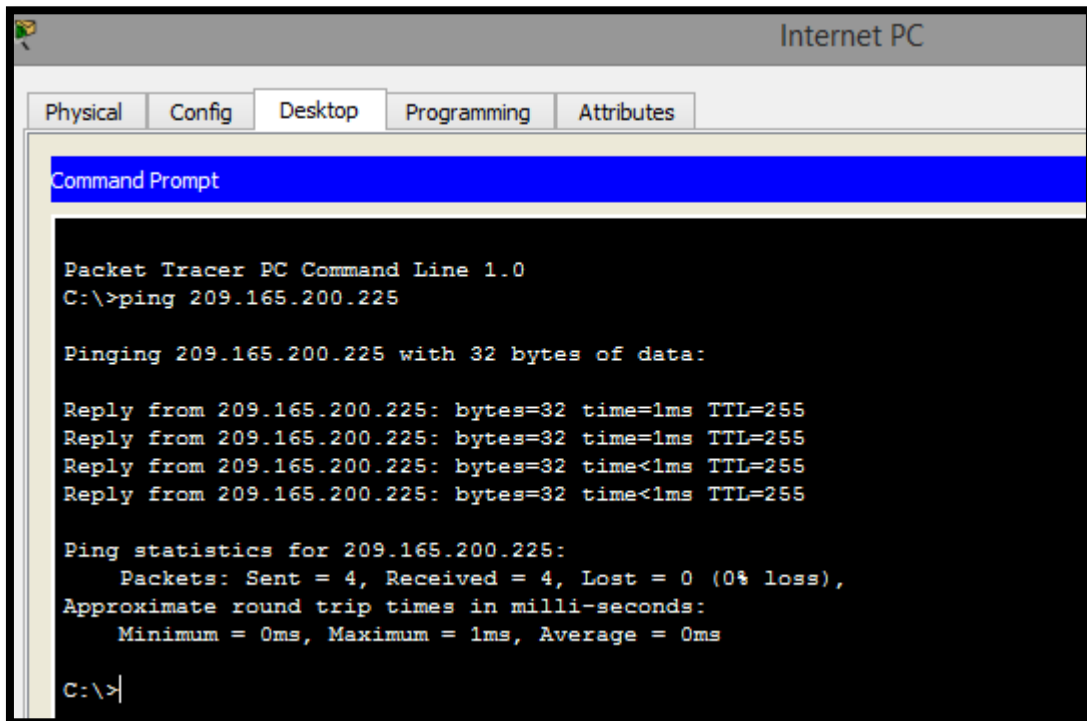 Internet PC
Physical Config Desktop Programming Attributes
Command Prompt
Packet Tracer PC Command Line 1.0
C:\>ping 209.165.200.225
Pinging 209.165.200.225 with 32 bytes of data:
Reply from 209.165.200.225: bytes=32 time=1ms TTL=255
Reply from 209.165.200.225: bytes=32 time=1ms TTL=255
Reply from 209.165.200.225: bytes=32 time<1ms TTL=255
Reply from 209.165.200.225: bytes=32 time<1ms TTL=255
Ping statistics for 209.165.200.225:
Packets: Sent = 4, Received = 4, Lost = 0 (0% loss),
Approximate round trip times in milli-seconds:
Minimum = 0ms, Maximum = 1ms, Average = 0ms
C:\>